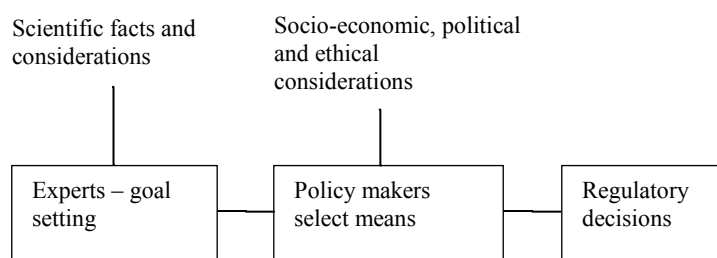 Scientific facts and
considerations
Socio-economic, political
and ethical
considerations
Experts – goal
setting
Policy makers
select means
Regulatory
decisions